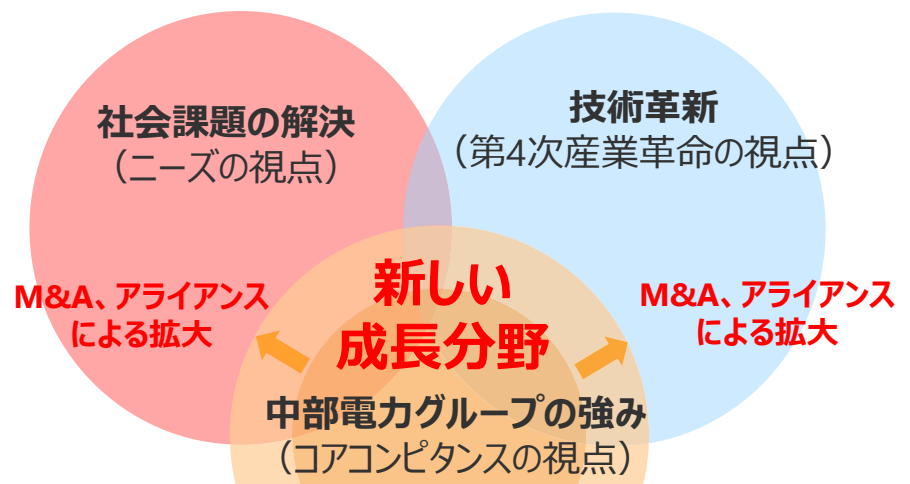 社会課題の解決
（ニーズの視点）
技術革新
（第4次産業革命の視点）
M&A、アライアンス
による拡大
新しい
成長分野
M&A、アライアンス
による拡大
中部電力グループの強み
（コアコンピタンスの視点）